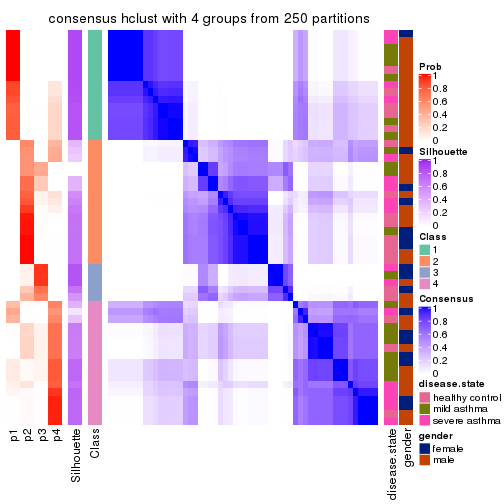 consensus hclust with 4 groups from 250 partitions
Prob
1
0.8
0.6
0.4
0.2
0
Silhouette
1
0.8
0.6
0.4
0.2
0
Class
1
2
3
4
Consensus
1
0.8
0.6
0.4
0.2
0
disease.state
healthy control
mild asthma
severe asthma
gender
female
male
p1
p2
p3
p4
Silhouette
Class
disease.state
gender